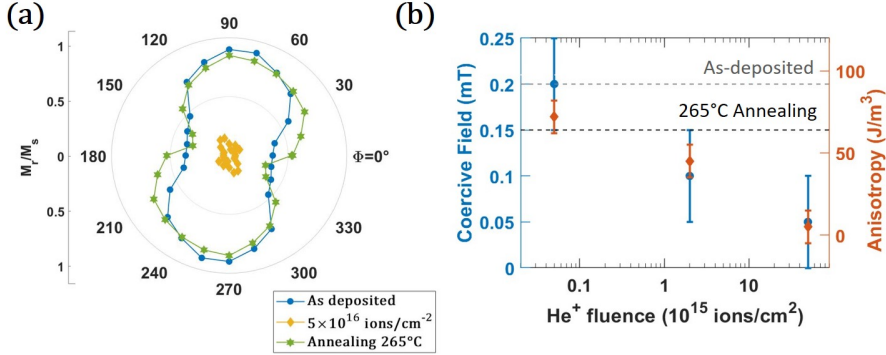 (a)
90
120
60
150
30
180
Φ=0°
210
330
240
300
270
1
0.5
0
0.5
1
Mr/Ms
As deposited
5×10^16 ions/cm^-2
Annealing 265°C
(b)
0.25
0.2
0.15
0.1
0.05
0
Coercive Field (mT)
As-deposited
265°C Annealing
100
50
0
Anisotropy (J/m^3)
0.1
1
10
He^+ fluence (10^15 ions/cm^2)